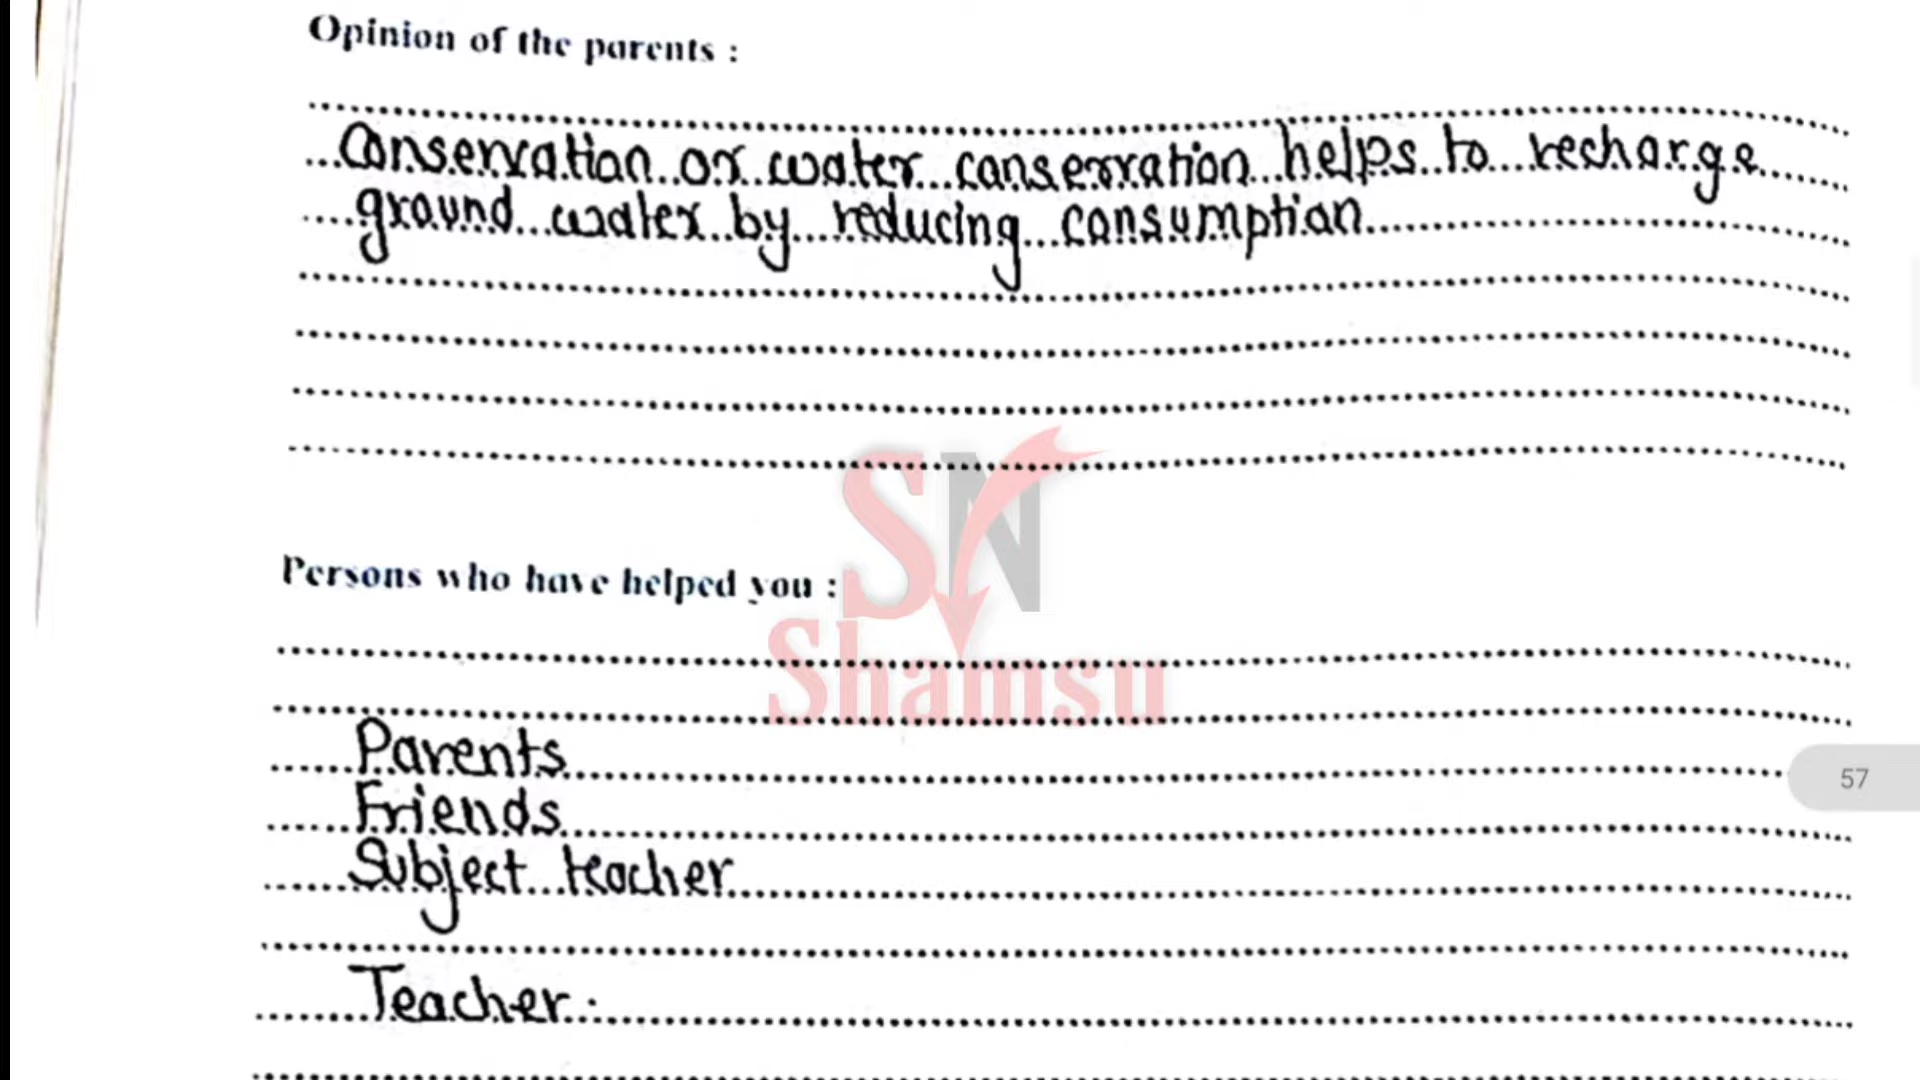 Opinion of the parents :
Conservation or water conservation helps to recharge
ground water by reducing consumption
SN
Shamsu
Persons who have helped you :
Parents
57
Friends
Subject teacher
Teacher :